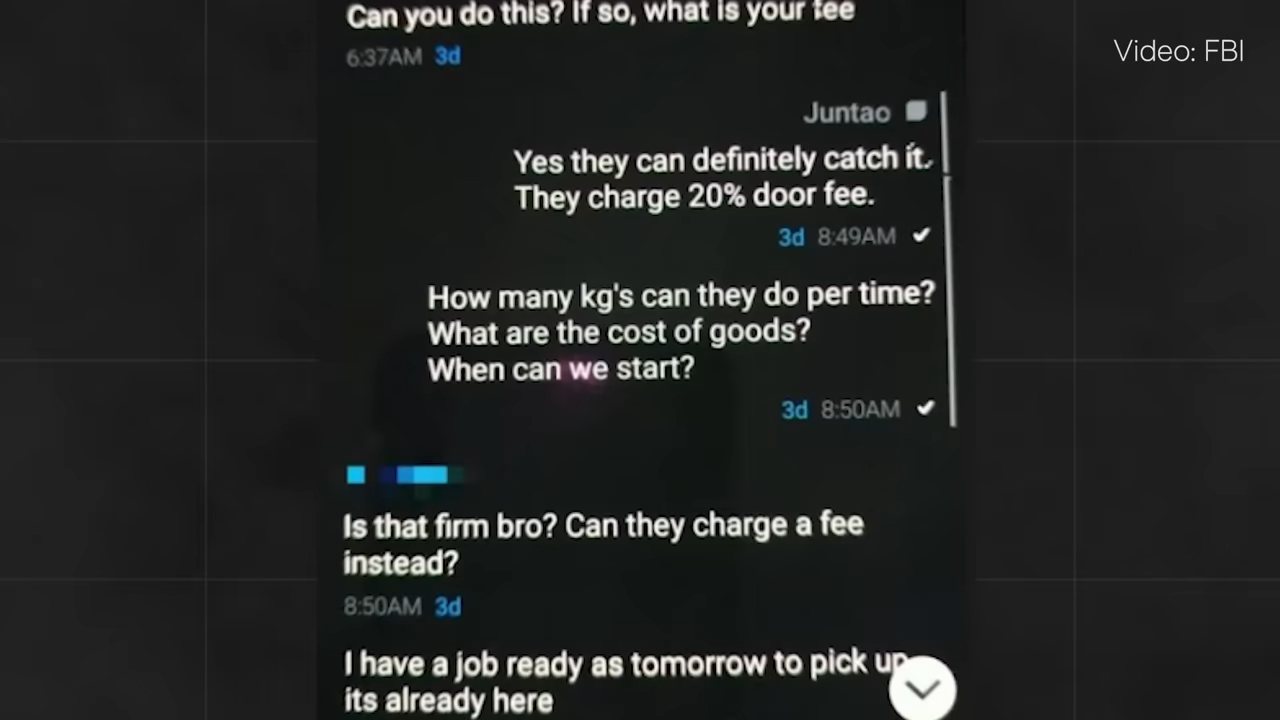 Can you do this? If so, what is your fee
6:37AM 3d
Video: FBI
Juntao
Yes they can definitely catch it.
They charge 20% door fee.
3d 8:49AM
How many kg's can they do per time?
What are the cost of goods?
When can we start?
3d 8:50AM
Is that firm bro? Can they charge a fee
instead?
8:50AM 3d
I have a job ready as tomorrow to pick up
its already here